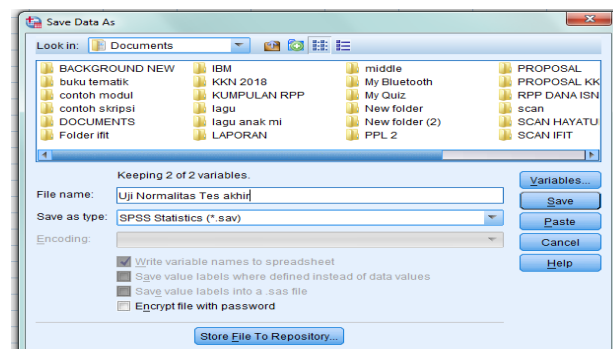 Save Data As
Look in: Documents
BACKGROUND NEW IBM middle PROPOSAL
buku tematik KKN 2018 My Bluetooth PROPOSAL KK
contoh modul KUMPULAN RPP My Quiz RPP DANA ISN
contoh skripsi lagu New folder scan
DOCUMENTS lagu anak mi New folder (2) SCAN HAYATU
Folder ifit LAPORAN PPL 2 SCAN IFIT
Keeping 2 of 2 variables.
Variables...
File name: Uji Normalitas Tes akhir
Save
Save as type: SPSS Statistics (*.sav)
Paste
Encoding:
Cancel
Write variable names to spreadsheet
Help
Save value labels where defined instead of data values
Save value labels into a .sas file
Encrypt file with password
Store File To Repository...